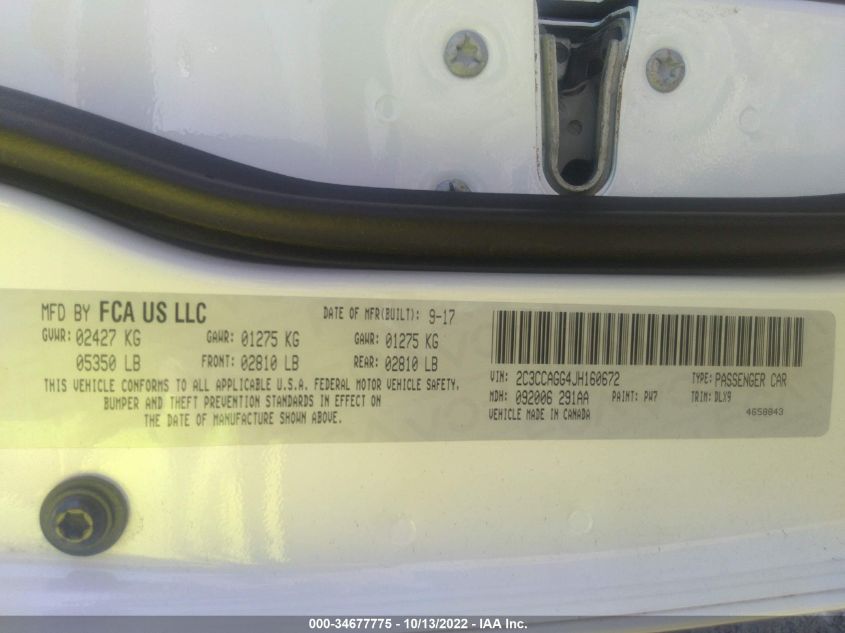 MFD BY FCA US LLC
DATE OF MFR(BUILT): 9-17
GVWR: 02427 KG
GAWR: 01275 KG
GAWR: 01275 KG
05350 LB
FRONT: 02810 LB
REAR: 02810 LB
THIS VEHICLE CONFORMS TO ALL APPLICABLE U.S.A. FEDERAL MOTOR VEHICLE SAFETY,
BUMPER AND THEFT PREVENTION STANDARDS IN EFFECT ON
THE DATE OF MANUFACTURE SHOWN ABOVE.
VIN: 2C3CCAGG4JH160672
TYPE: PASSENGER CAR
MDH: 092006 291AA
PAINT: PW7
TRIM: DLX9
VEHICLE MADE IN CANADA
4658843
000-34677775 - 10/13/2022 - IAA Inc.